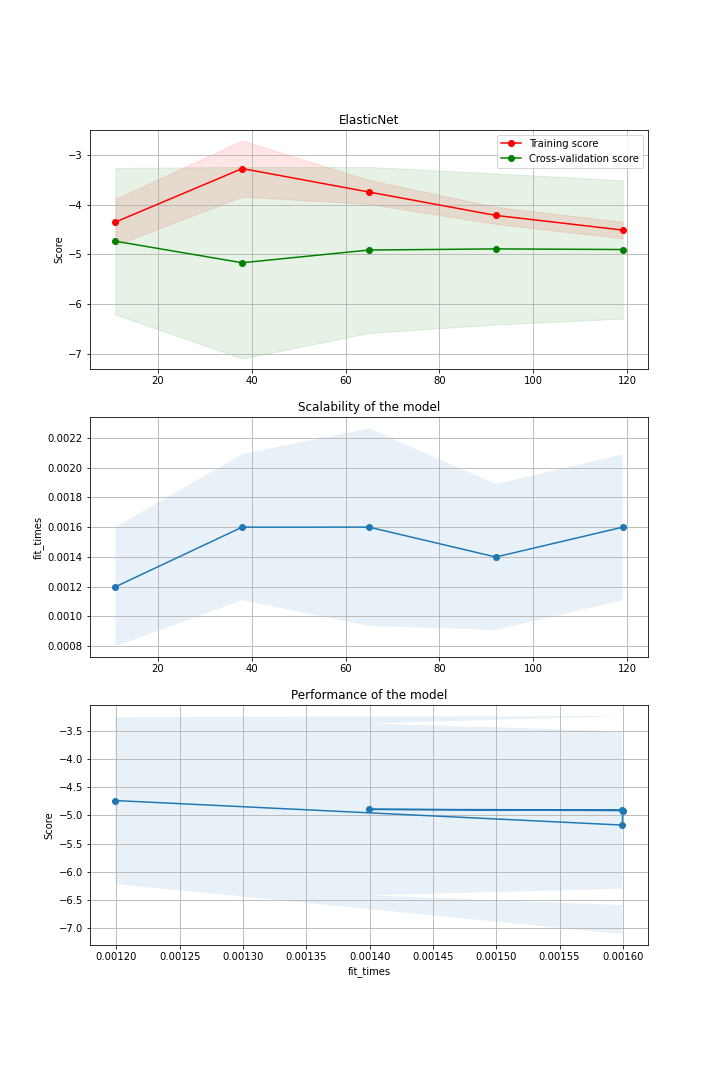 ElasticNet
Training score
Cross-validation score
Score
−3
−4
−5
−6
−7
20 40 60 80 100 120
Scalability of the model
fit_times
0.0022
0.0020
0.0018
0.0016
0.0014
0.0012
0.0010
0.0008
20 40 60 80 100 120
Performance of the model
Score
−3.5
−4.0
−4.5
−5.0
−5.5
−6.0
−6.5
−7.0
0.00120 0.00125 0.00130 0.00135 0.00140 0.00145 0.00150 0.00155 0.00160
fit_times